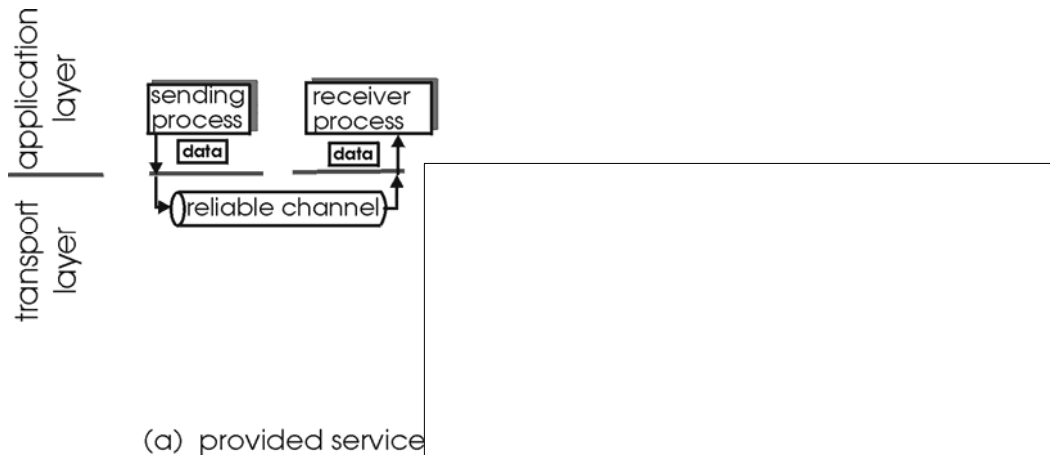 application
layer
transport
layer
sending
process
receiver
process
data
data
reliable channel
(a) provided service